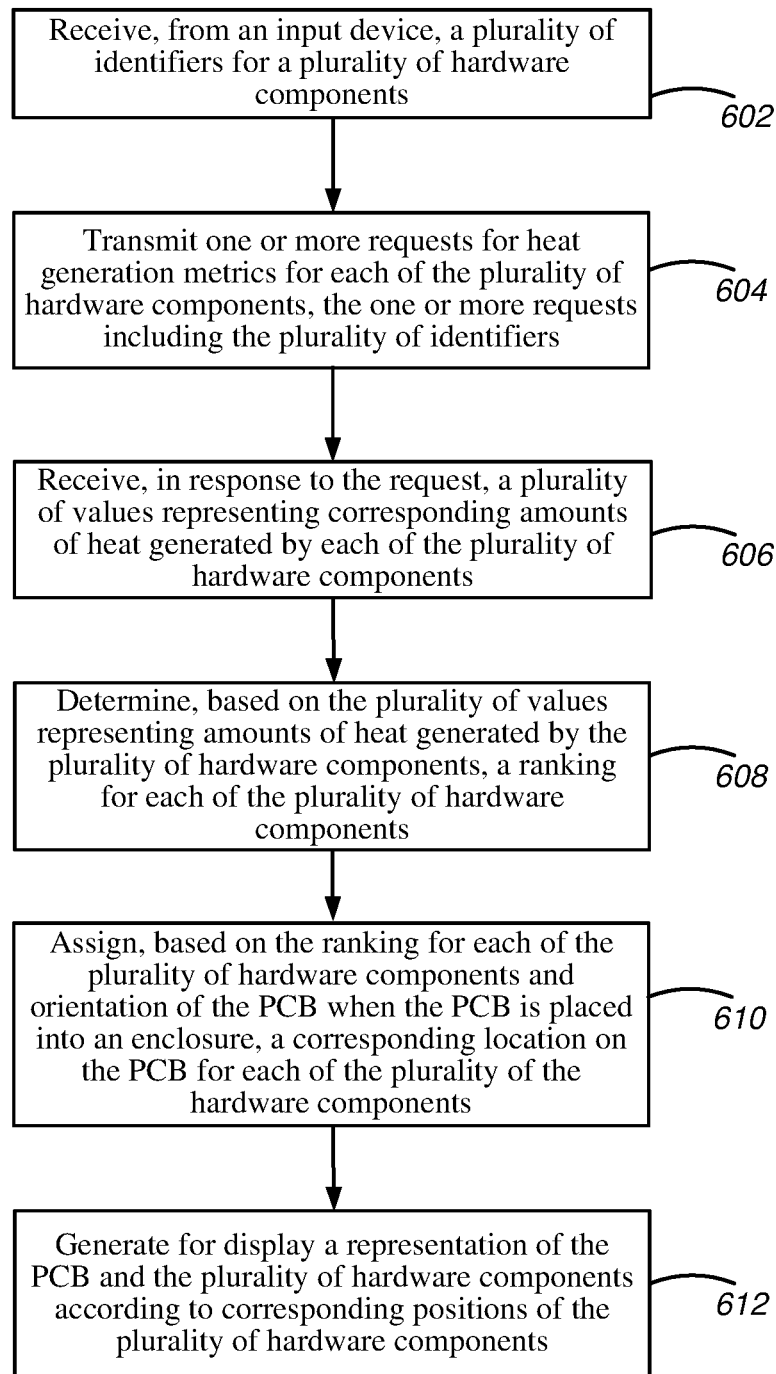 Receive, from an input device, a plurality of
identifiers for a plurality of hardware
components
602
Transmit one or more requests for heat
generation metrics for each of the plurality of
hardware components, the one or more requests
including the plurality of identifiers
604
Receive, in response to the request, a plurality
of values representing corresponding amounts
of heat generated by each of the plurality of
hardware components
606
Determine, based on the plurality of values
representing amounts of heat generated by the
plurality of hardware components, a ranking
for each of the plurality of hardware
components
608
Assign, based on the ranking for each of the
plurality of hardware components and
orientation of the PCB when the PCB is placed
into an enclosure, a corresponding location on
the PCB for each of the plurality of the
hardware components
610
Generate for display a representation of the
PCB and the plurality of hardware components
according to corresponding positions of the
plurality of hardware components
612